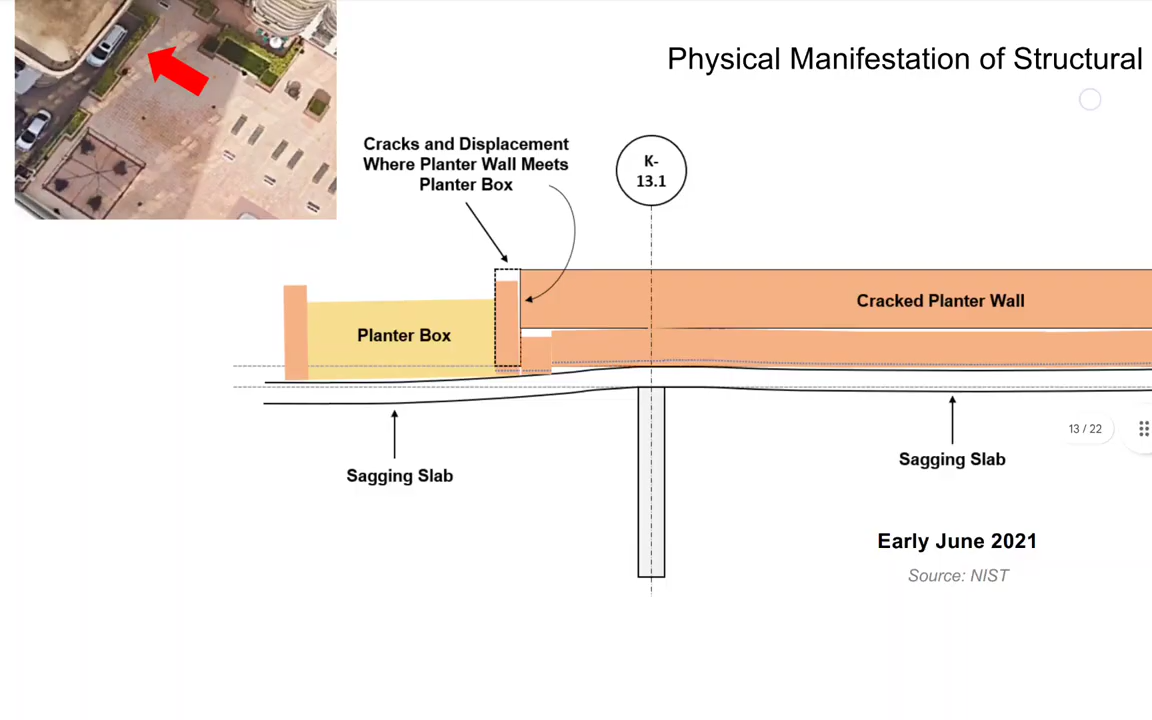 Physical Manifestation of Structural
Cracks and Displacement
Where Planter Wall Meets
Planter Box
K-
13.1
Cracked Planter Wall
Planter Box
13 / 22
Sagging Slab
Sagging Slab
Early June 2021
Source: NIST